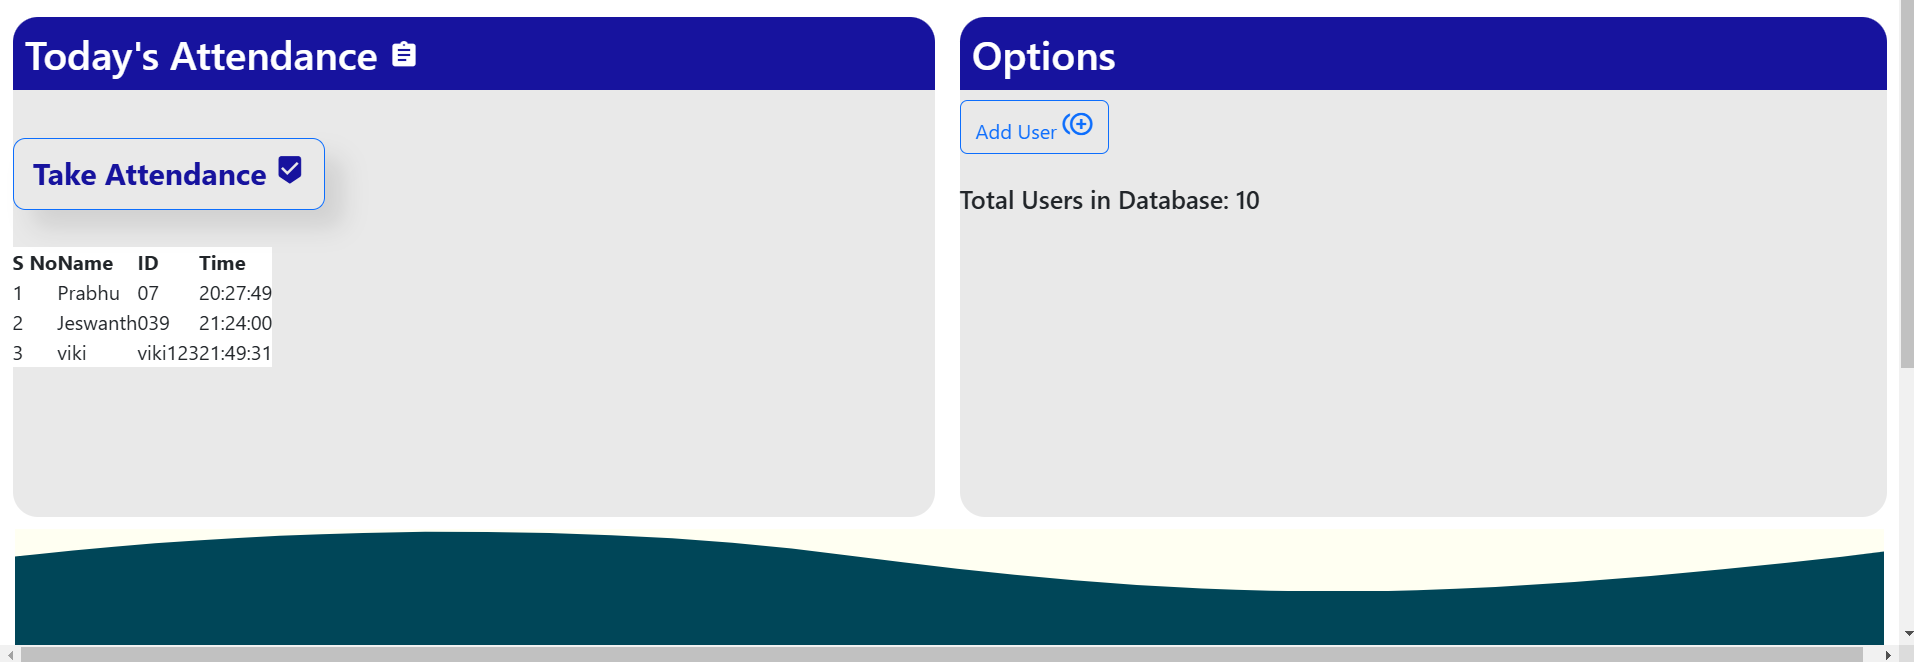 Today's Attendance
Take Attendance
S No Name ID Time
1 Prabhu 07 20:27:49
2 Jeswanth 039 21:24:00
3 viki viki123 21:49:31
Options
Add User
Total Users in Database: 10